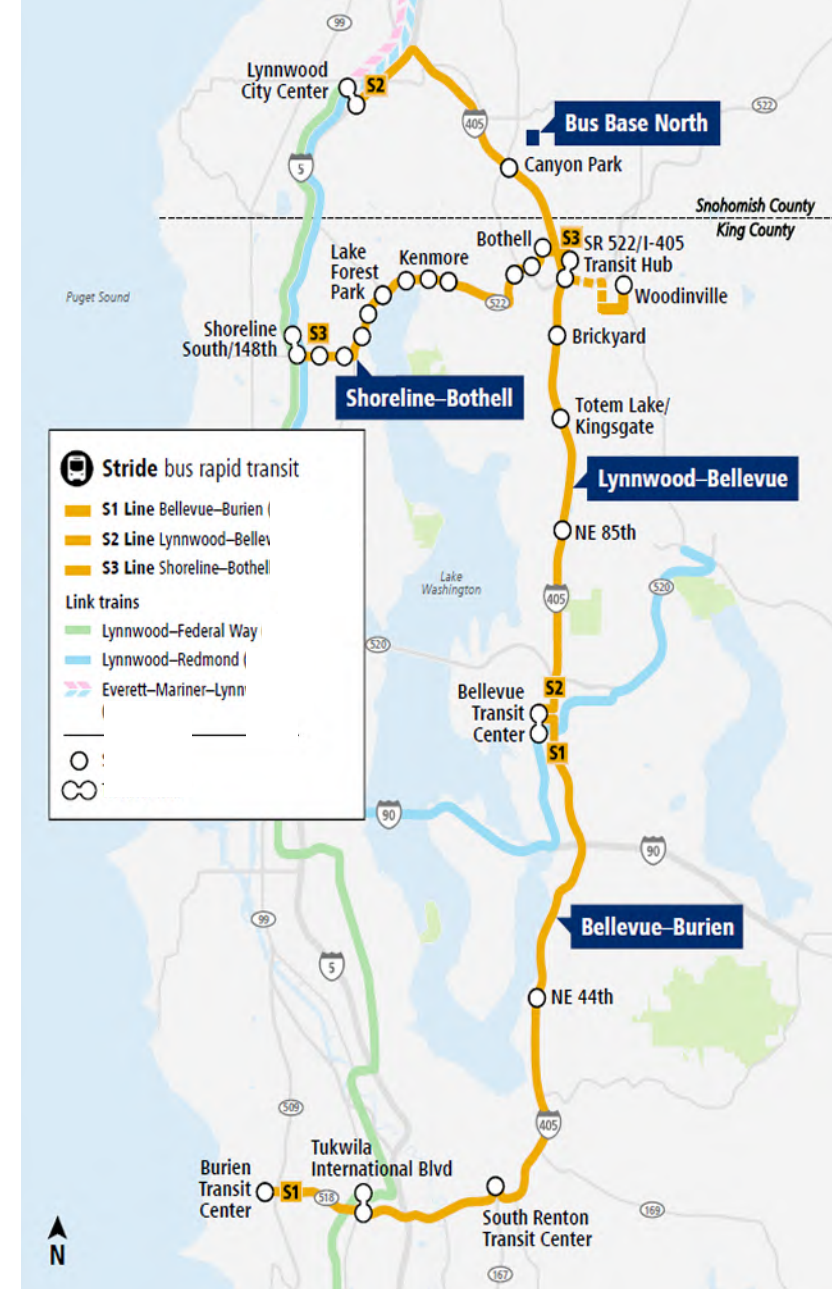 99
Lynnwood
City Center
S2
405
522
Bus Base North
5
Canyon Park
Snohomish County
King County
Bothell
S3
SR 522/I-405
Transit Hub
Lake
Forest
Park
Kenmore
522
Woodinville
Puget Sound
Shoreline
South/148th
S3
Brickyard
Shoreline–Bothell
Totem Lake/
Kingsgate
Stride bus rapid transit
S1 Line Bellevue–Burien (
S2 Line Lynnwood–Bellev
S3 Line Shoreline–Bothell
Link trains
Lynnwood–Federal Way
Lynnwood–Redmond (
Everett–Mariner–Lynn
(
Lynnwood–Bellevue
NE 85th
Lake
Washington
405
520
520
Bellevue
Transit
Center
S2
S1
90
90
99
Bellevue–Burien
5
NE 44th
509
405
Tukwila
International Blvd
Burien
Transit
Center
S1
518
South Renton
Transit Center
169
167
N